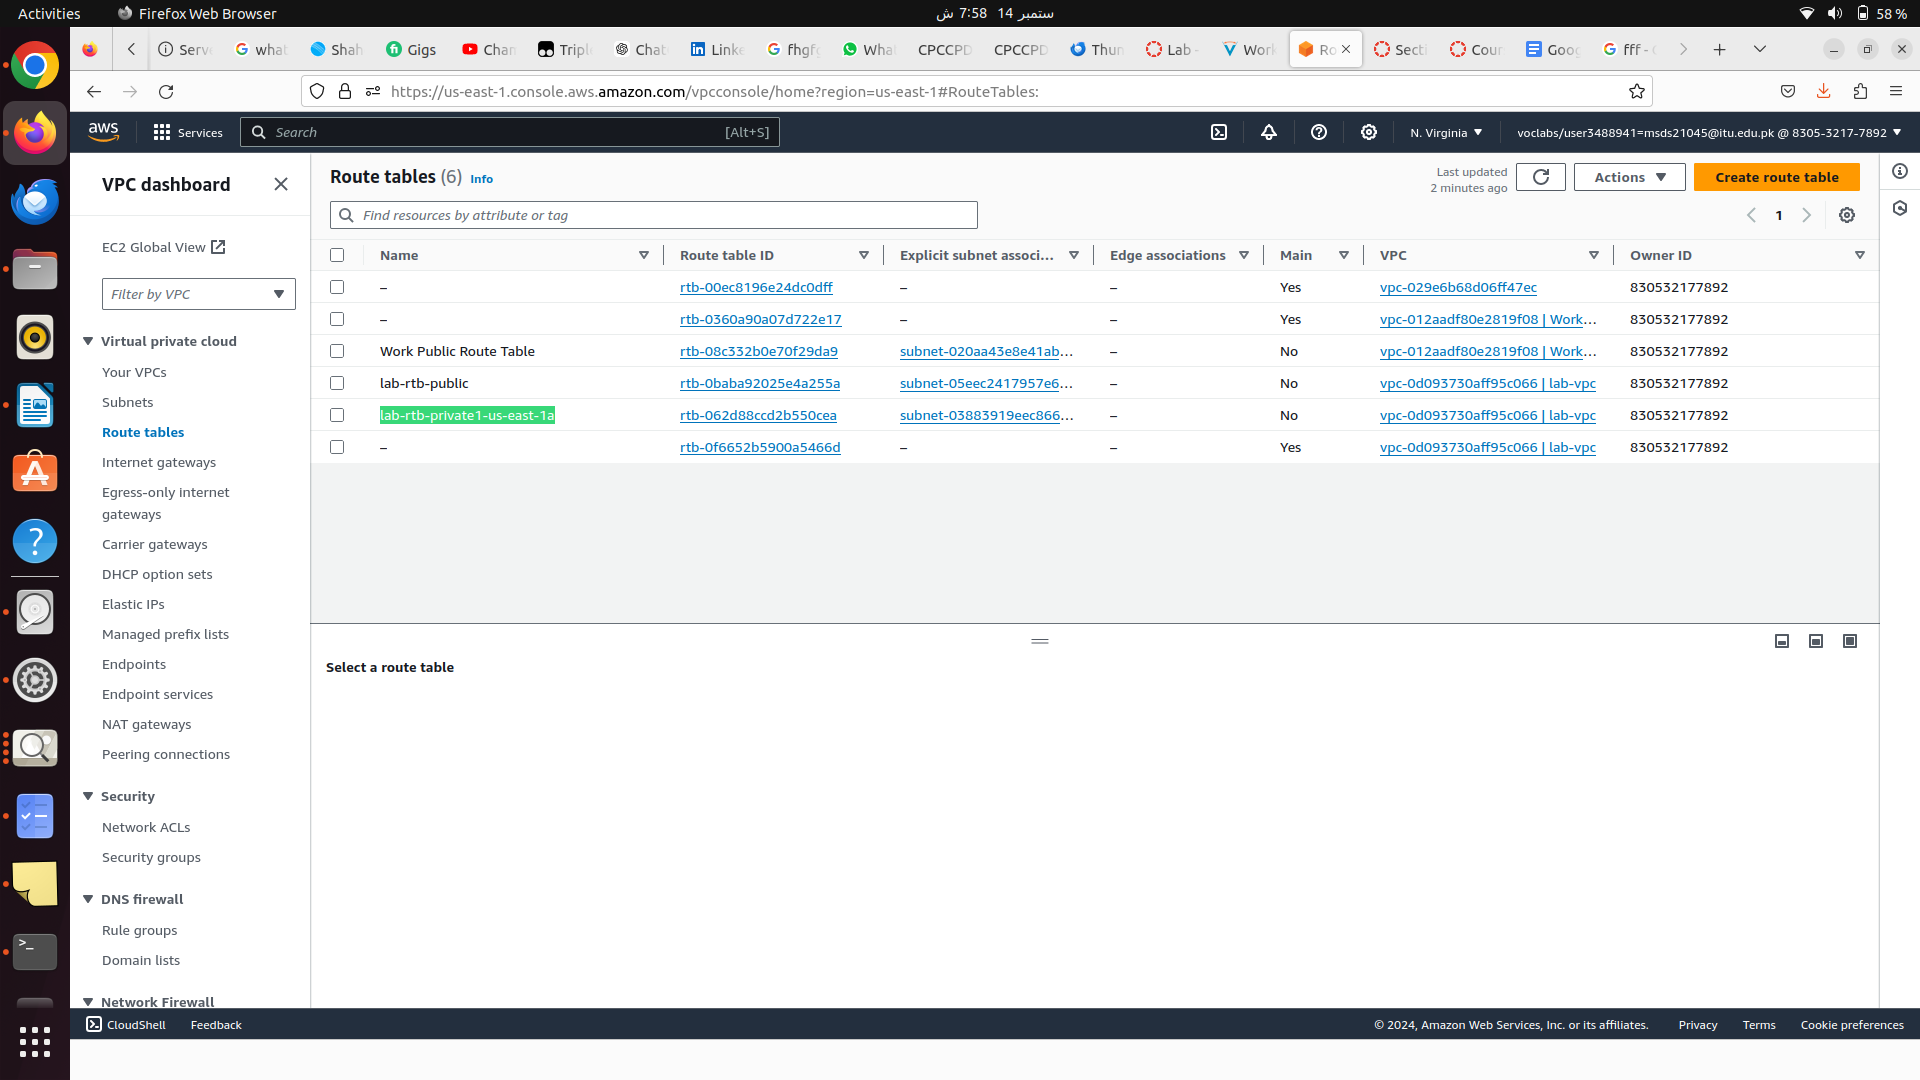 Activities Firefox Web Browser 7:58 ش 14 ستمبر 58 %
Serv what Shah Gigs Chan Triple Chat Linke fhgfg What CPCCPD CPCCPD Thun Lab - Work Ro Secti Cour Goog fff - G
https://us-east-1.console.aws.amazon.com/vpcconsole/home?region=us-east-1#RouteTables:
aws Services Search [Alt+S] N. Virginia voclabs/user3488941=msds21045@itu.edu.pk @ 8305-3217-7892
VPC dashboard
EC2 Global View
Filter by VPC
Virtual private cloud
Your VPCs
Subnets
Route tables
Internet gateways
Egress-only internet
gateways
Carrier gateways
DHCP option sets
Elastic IPs
Managed prefix lists
Endpoints
Endpoint services
NAT gateways
Peering connections
Security
Network ACLs
Security groups
DNS firewall
Rule groups
Domain lists
Network Firewall
Route tables (6) Info
Last updated
2 minutes ago
Actions Create route table
Find resources by attribute or tag
1
Name Route table ID Explicit subnet associ... Edge associations Main VPC Owner ID
– rtb-00ec8196e24dc0dff – – Yes vpc-029e6b68d06ff47ec 830532177892
– rtb-0360a90a07d722e17 – – Yes vpc-012aadf80e2819f08 | Work... 830532177892
Work Public Route Table rtb-08c332b0e70f29da9 subnet-020aa43e8e41ab... – No vpc-012aadf80e2819f08 | Work... 830532177892
lab-rtb-public rtb-0baba92025e4a255a subnet-05eec2417957e6... – No vpc-0d093730aff95c066 | lab-vpc 830532177892
lab-rtb-private1-us-east-1a rtb-062d88ccd2b550cea subnet-03883919eec866... – No vpc-0d093730aff95c066 | lab-vpc 830532177892
– rtb-0f6652b5900a5466d – – Yes vpc-0d093730aff95c066 | lab-vpc 830532177892
Select a route table
CloudShell Feedback © 2024, Amazon Web Services, Inc. or its affiliates. Privacy Terms Cookie preferences